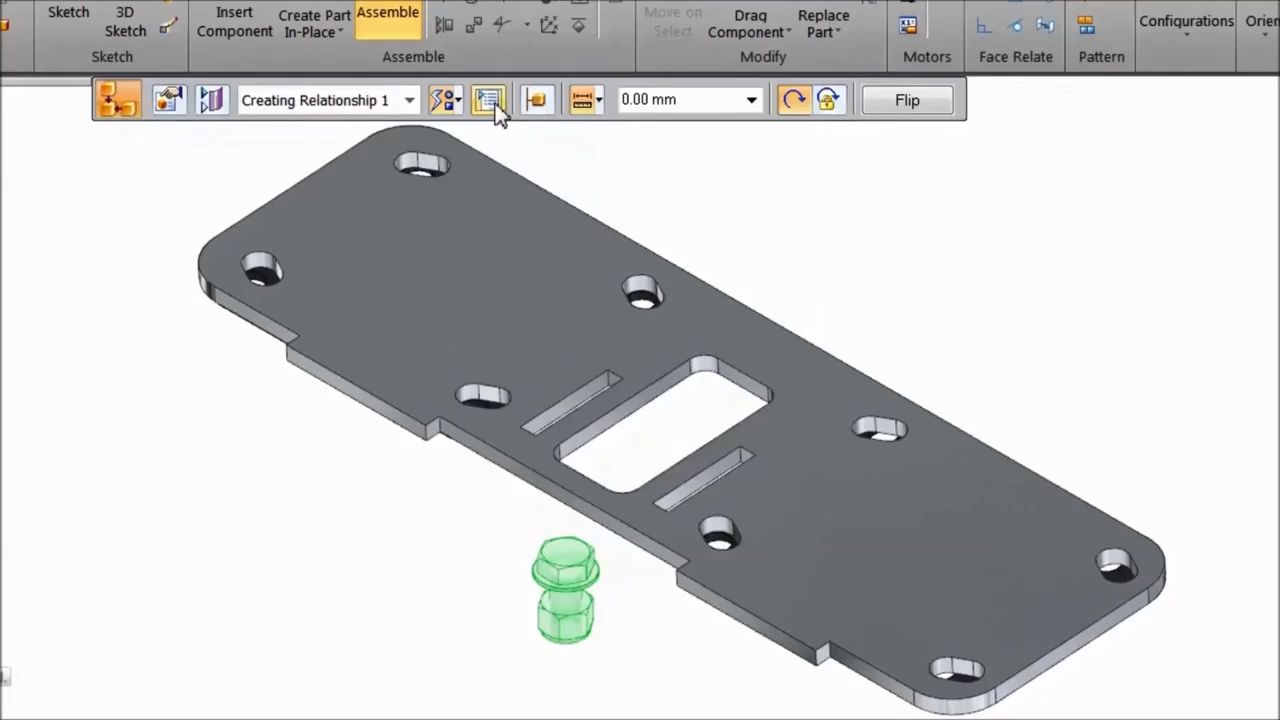 Sketch 3D Sketch
Sketch
Insert Component Create Part In-Place Assemble
Assemble
Move on Select Drag Component Replace Part
Modify
X12
Motors
Face Relate
Pattern
Configurations
Creating Relationship 1 0.00 mm Flip